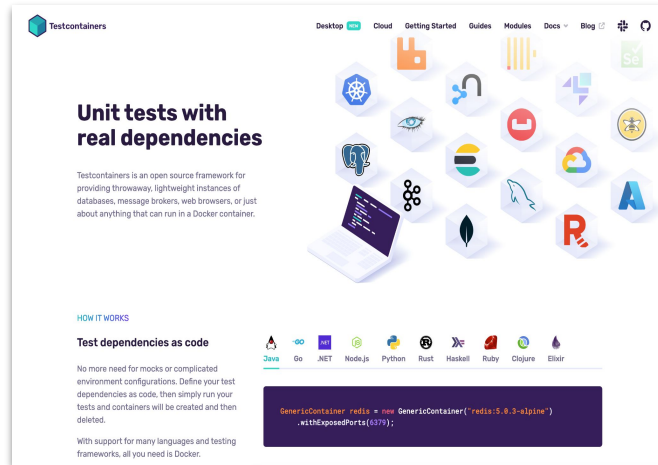 Testcontainers
Desktop NEW Cloud Getting Started Guides Modules Docs Blog
Se
Unit tests with
real dependencies
Testcontainers is an open source framework for
providing throwaway, lightweight instances of
databases, message brokers, web browsers, or just
about anything that can run in a Docker container.
HOW IT WORKS
Test dependencies as code
No more need for mocks or complicated
environment configurations. Define your test
dependencies as code, then simply run your
tests and containers will be created and then
deleted.
With support for many languages and testing
frameworks, all you need is Docker.
GO .NET
Java Go .NET Node.js Python Rust Haskell Ruby Clojure Elixir
GenericContainer redis = new GenericContainer("redis:5.0.3-alpine")
.withExposedPorts(6379);